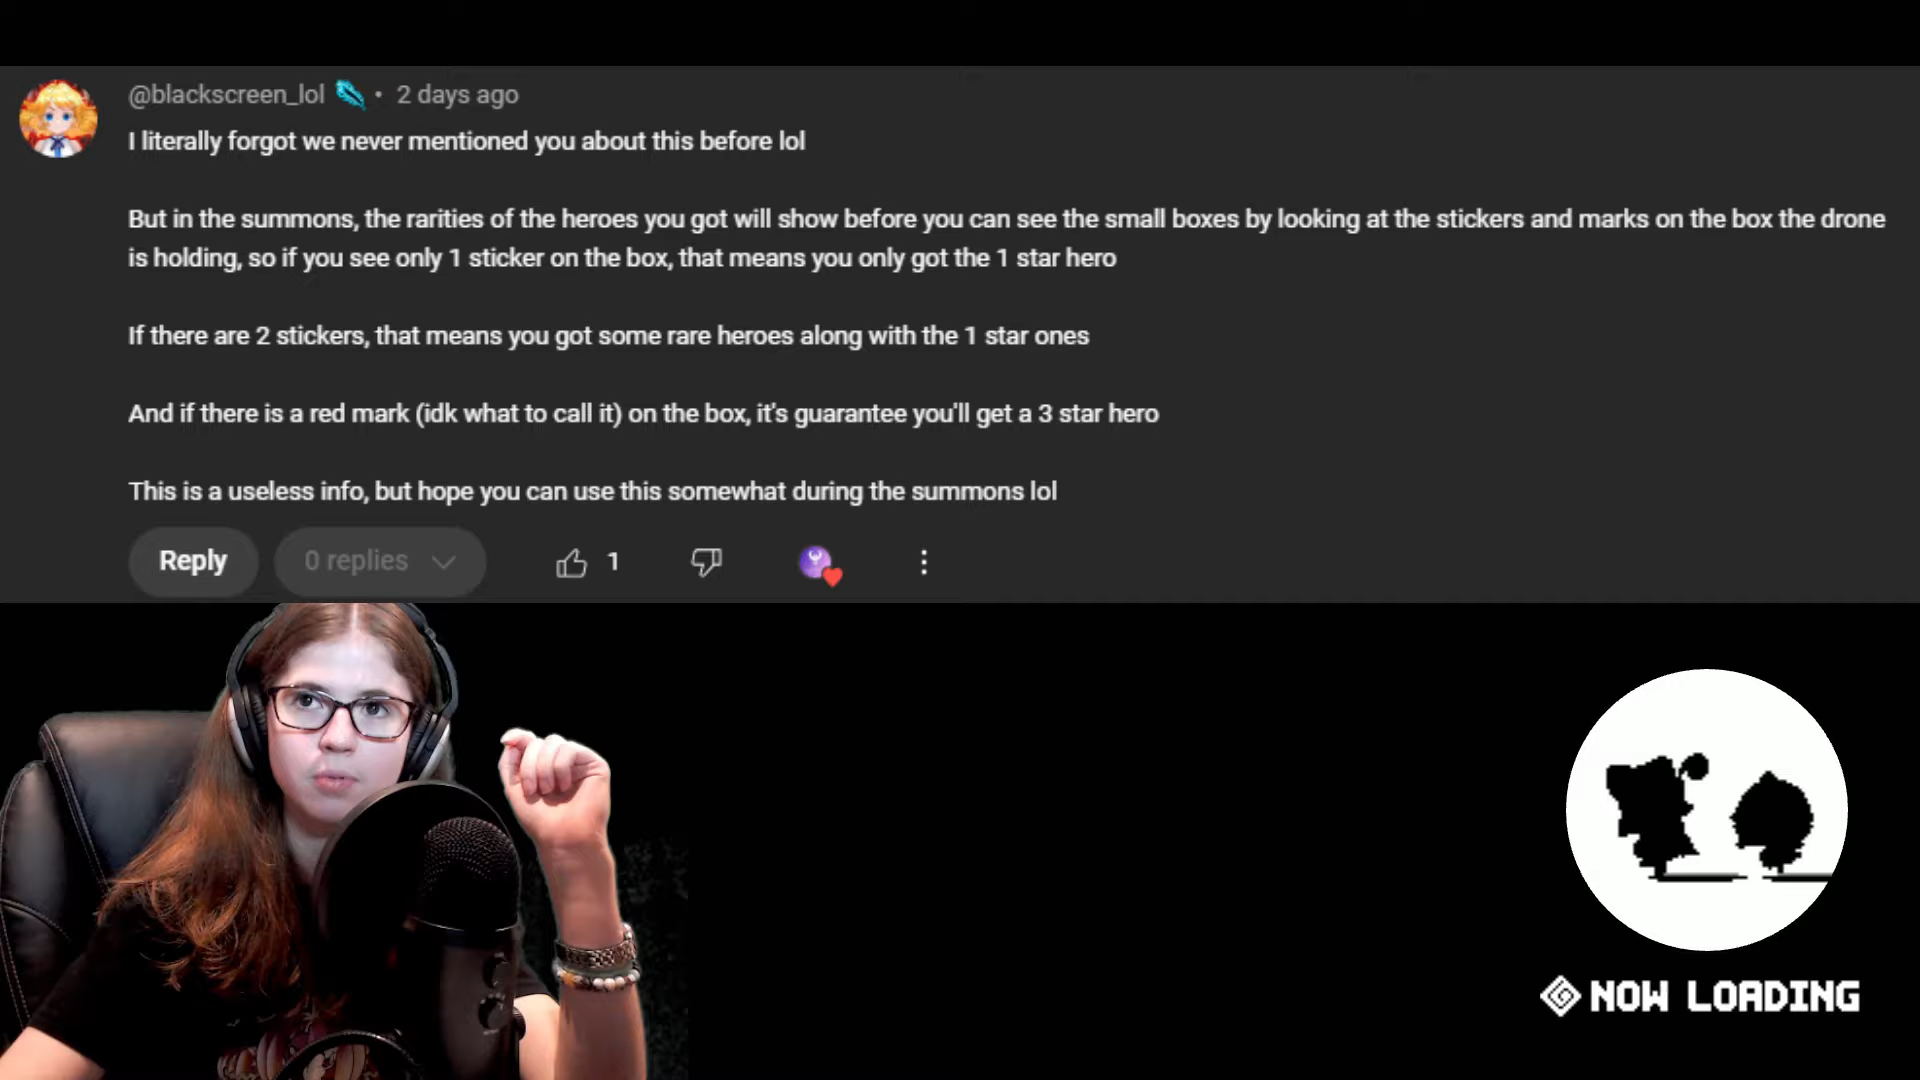 @blackscreen_lol • 2 days ago
I literally forgot we never mentioned you about this before lol
But in the summons, the rarities of the heroes you got will show before you can see the small boxes by looking at the stickers and marks on the box the drone
is holding, so if you see only 1 sticker on the box, that means you only got the 1 star hero
If there are 2 stickers, that means you got some rare heroes along with the 1 star ones
And if there is a red mark (idk what to call it) on the box, it's guarantee you'll get a 3 star hero
This is a useless info, but hope you can use this somewhat during the summons lol
Reply
0 replies
1
NOW LOADING